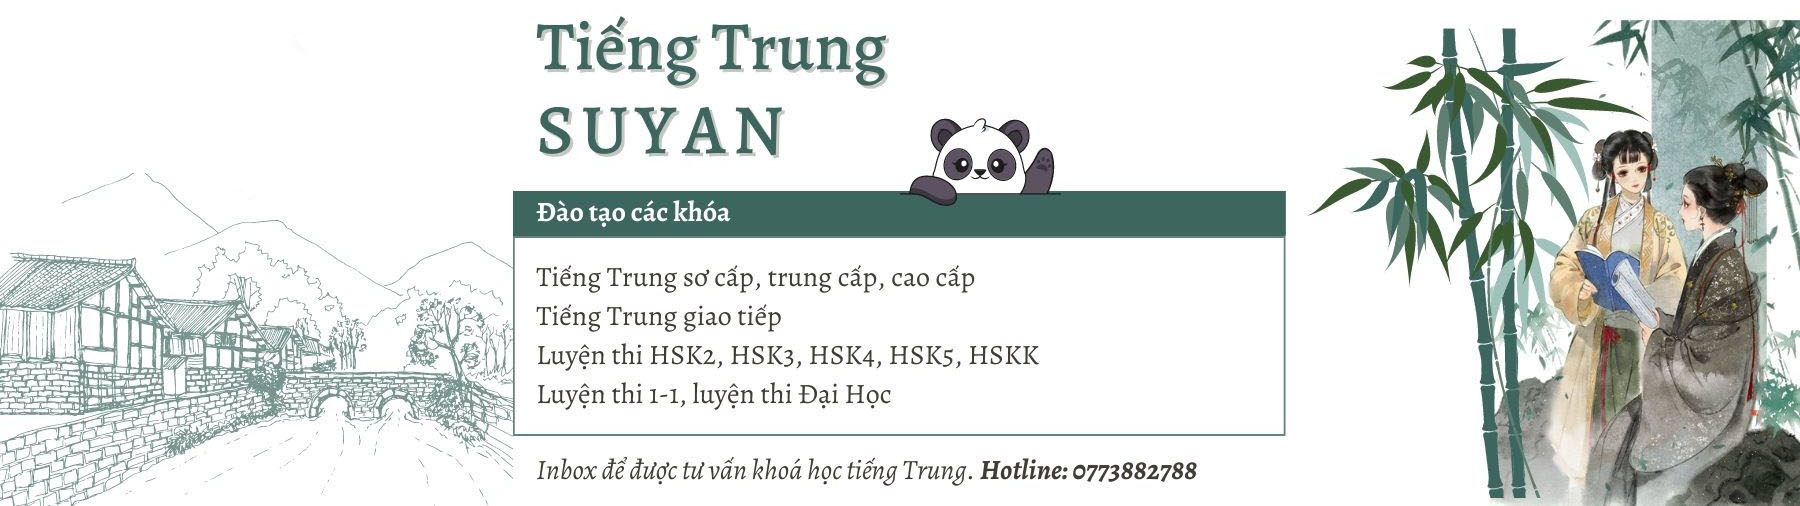 Tiếng Trung
SUYAN
Đào tạo các khóa
Tiếng Trung sơ cấp, trung cấp, cao cấp
Tiếng Trung giao tiếp
Luyện thi HSK2, HSK3, HSK4, HSK5, HSKK
Luyện thi 1-1, luyện thi Đại Học
Inbox để được tư vấn khoá học tiếng Trung. Hotline: 0773882788